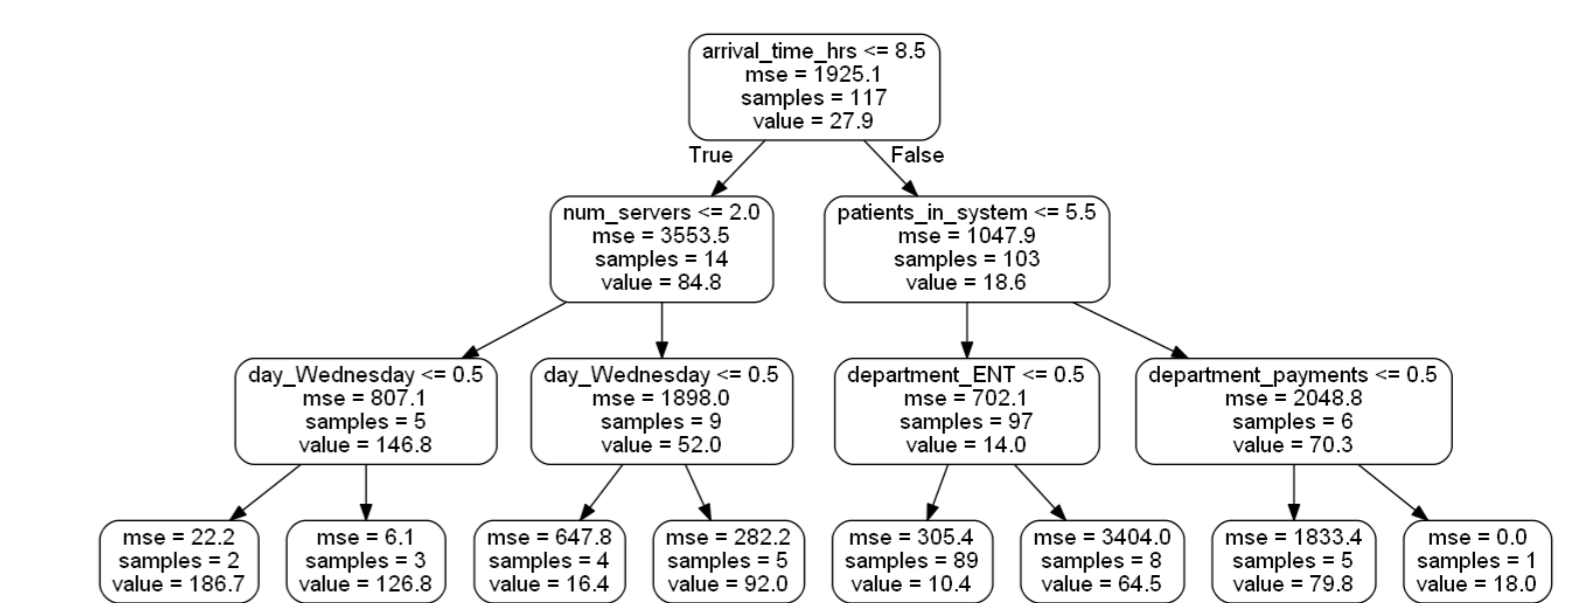 arrival_time_hrs <= 8.5
mse = 1925.1
samples = 117
value = 27.9
True
False
num_servers <= 2.0
mse = 3553.5
samples = 14
value = 84.8
patients_in_system <= 5.5
mse = 1047.9
samples = 103
value = 18.6
day_Wednesday <= 0.5
mse = 807.1
samples = 5
value = 146.8
day_Wednesday <= 0.5
mse = 1898.0
samples = 9
value = 52.0
department_ENT <= 0.5
mse = 702.1
samples = 97
value = 14.0
department_payments <= 0.5
mse = 2048.8
samples = 6
value = 70.3
mse = 22.2
samples = 2
value = 186.7
mse = 6.1
samples = 3
value = 126.8
mse = 647.8
samples = 4
value = 16.4
mse = 282.2
samples = 5
value = 92.0
mse = 305.4
samples = 89
value = 10.4
mse = 3404.0
samples = 8
value = 64.5
mse = 1833.4
samples = 5
value = 79.8
mse = 0.0
samples = 1
value = 18.0